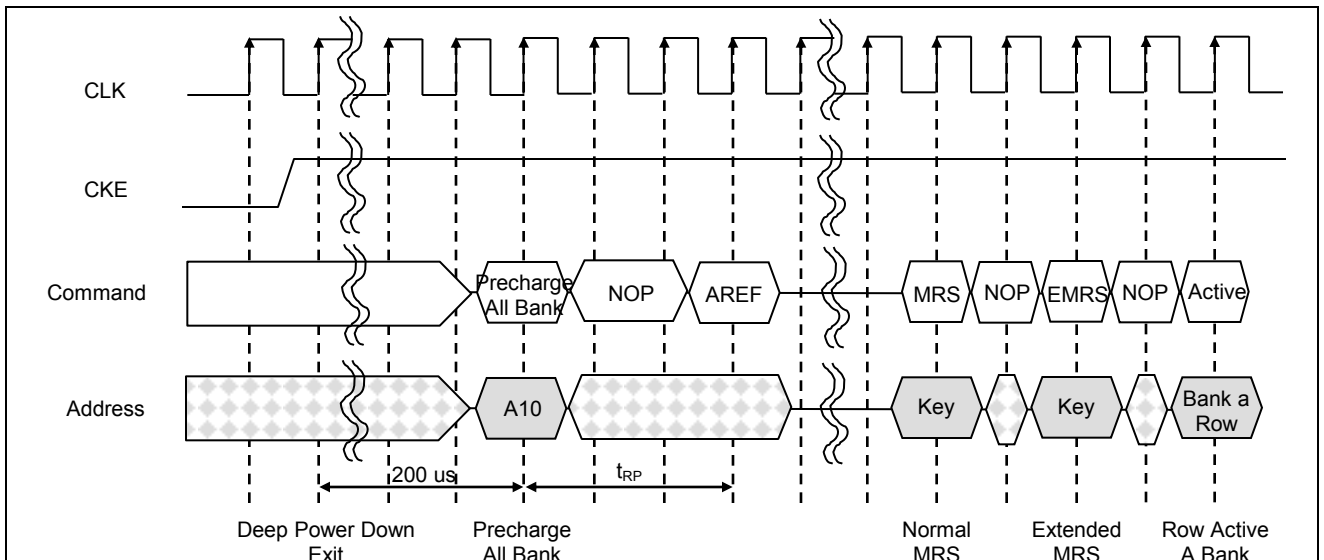 CLK
CKE
Command
Precharge
All Bank
NOP
AREF
MRS
NOP
EMRS
NOP
Active
Address
A10
Key
Key
Bank a
Row
200 us
tRP
Deep Power Down
Exit
Precharge
All Bank
Normal
MRS
Extended
MRS
Row Active
A Bank